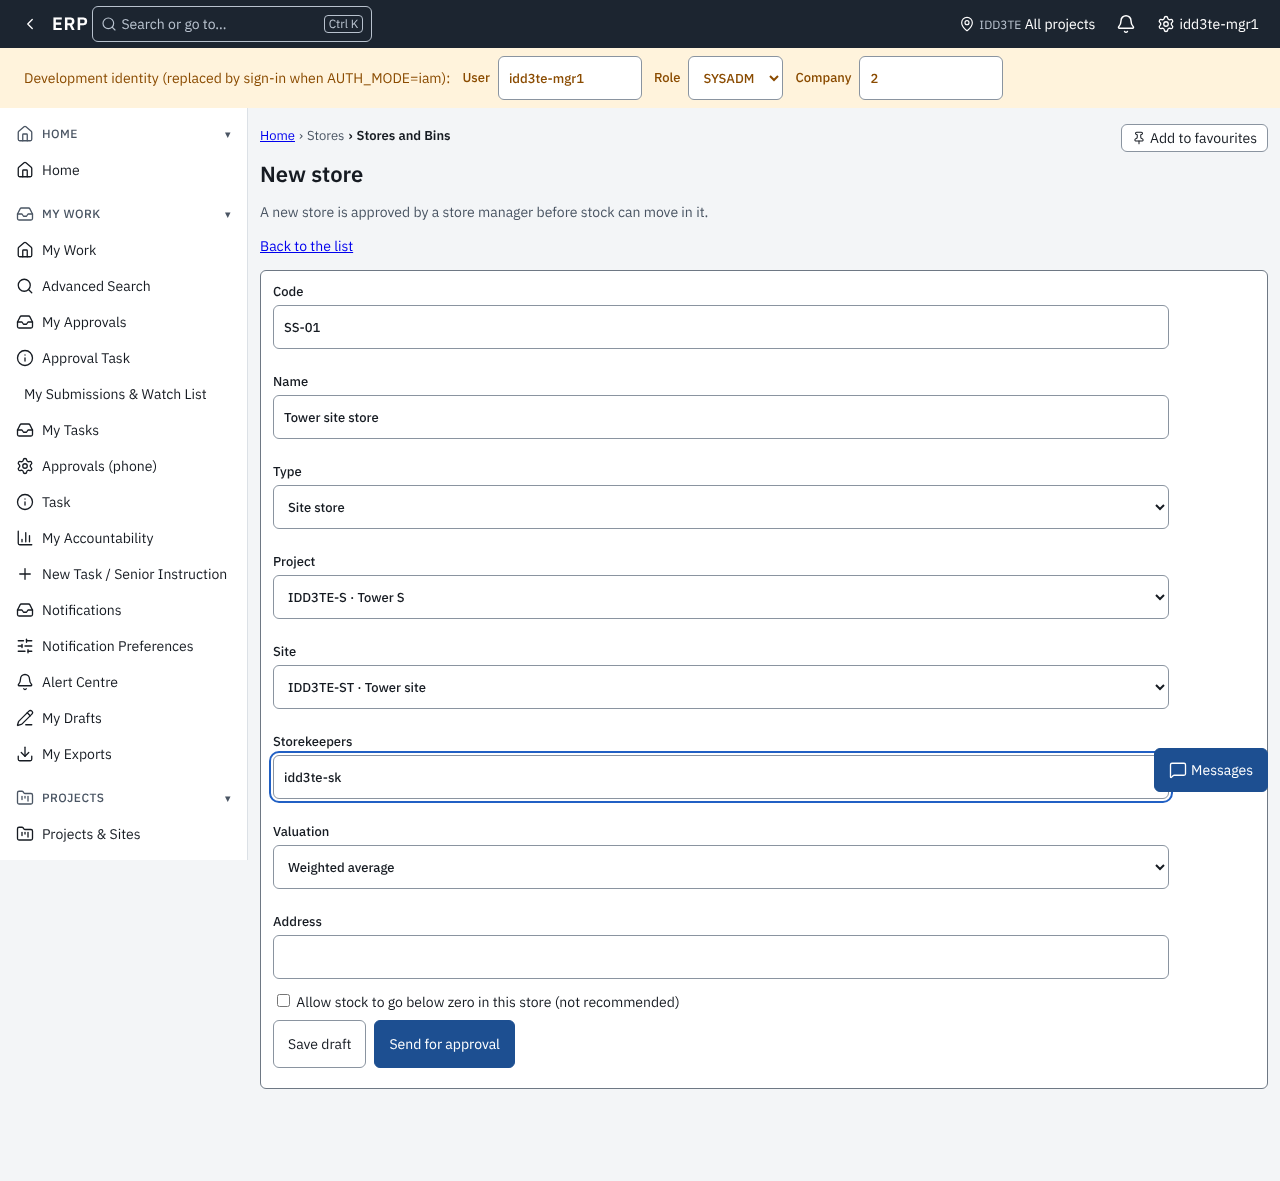 ERP
Search or go to...
Ctrl K
IDD3TE All projects
idd3te-mgr1
Development identity (replaced by sign-in when AUTH_MODE=iam):
User
idd3te-mgr1
Role
SYSADM
Company
2
HOME
Home
MY WORK
My Work
Advanced Search
My Approvals
Approval Task
My Submissions & Watch List
My Tasks
Approvals (phone)
Task
My Accountability
New Task / Senior Instruction
Notifications
Notification Preferences
Alert Centre
My Drafts
My Exports
PROJECTS
Projects & Sites
Home › Stores › Stores and Bins
Add to favourites
New store
A new store is approved by a store manager before stock can move in it.
Back to the list
Code
SS-01
Name
Tower site store
Type
Site store
Project
IDD3TE-S · Tower S
Site
IDD3TE-ST · Tower site
Storekeepers
idd3te-sk
Messages
Valuation
Weighted average
Address
Allow stock to go below zero in this store (not recommended)
Save draft
Send for approval